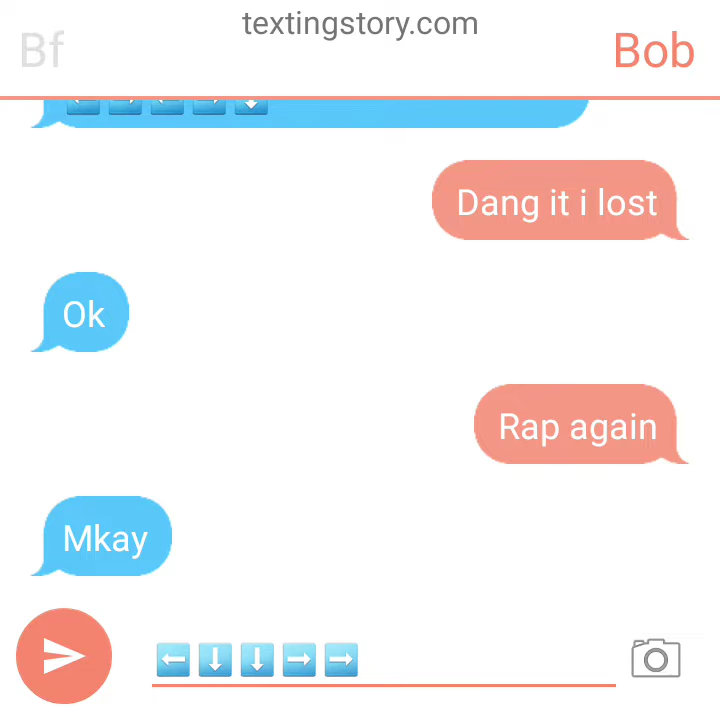 textingstory.com
Bf
Bob
⬅️➡️⬅️➡️⬇️
Dang it i lost
Ok
Rap again
Mkay
⬅️⬇️⬇️➡️➡️